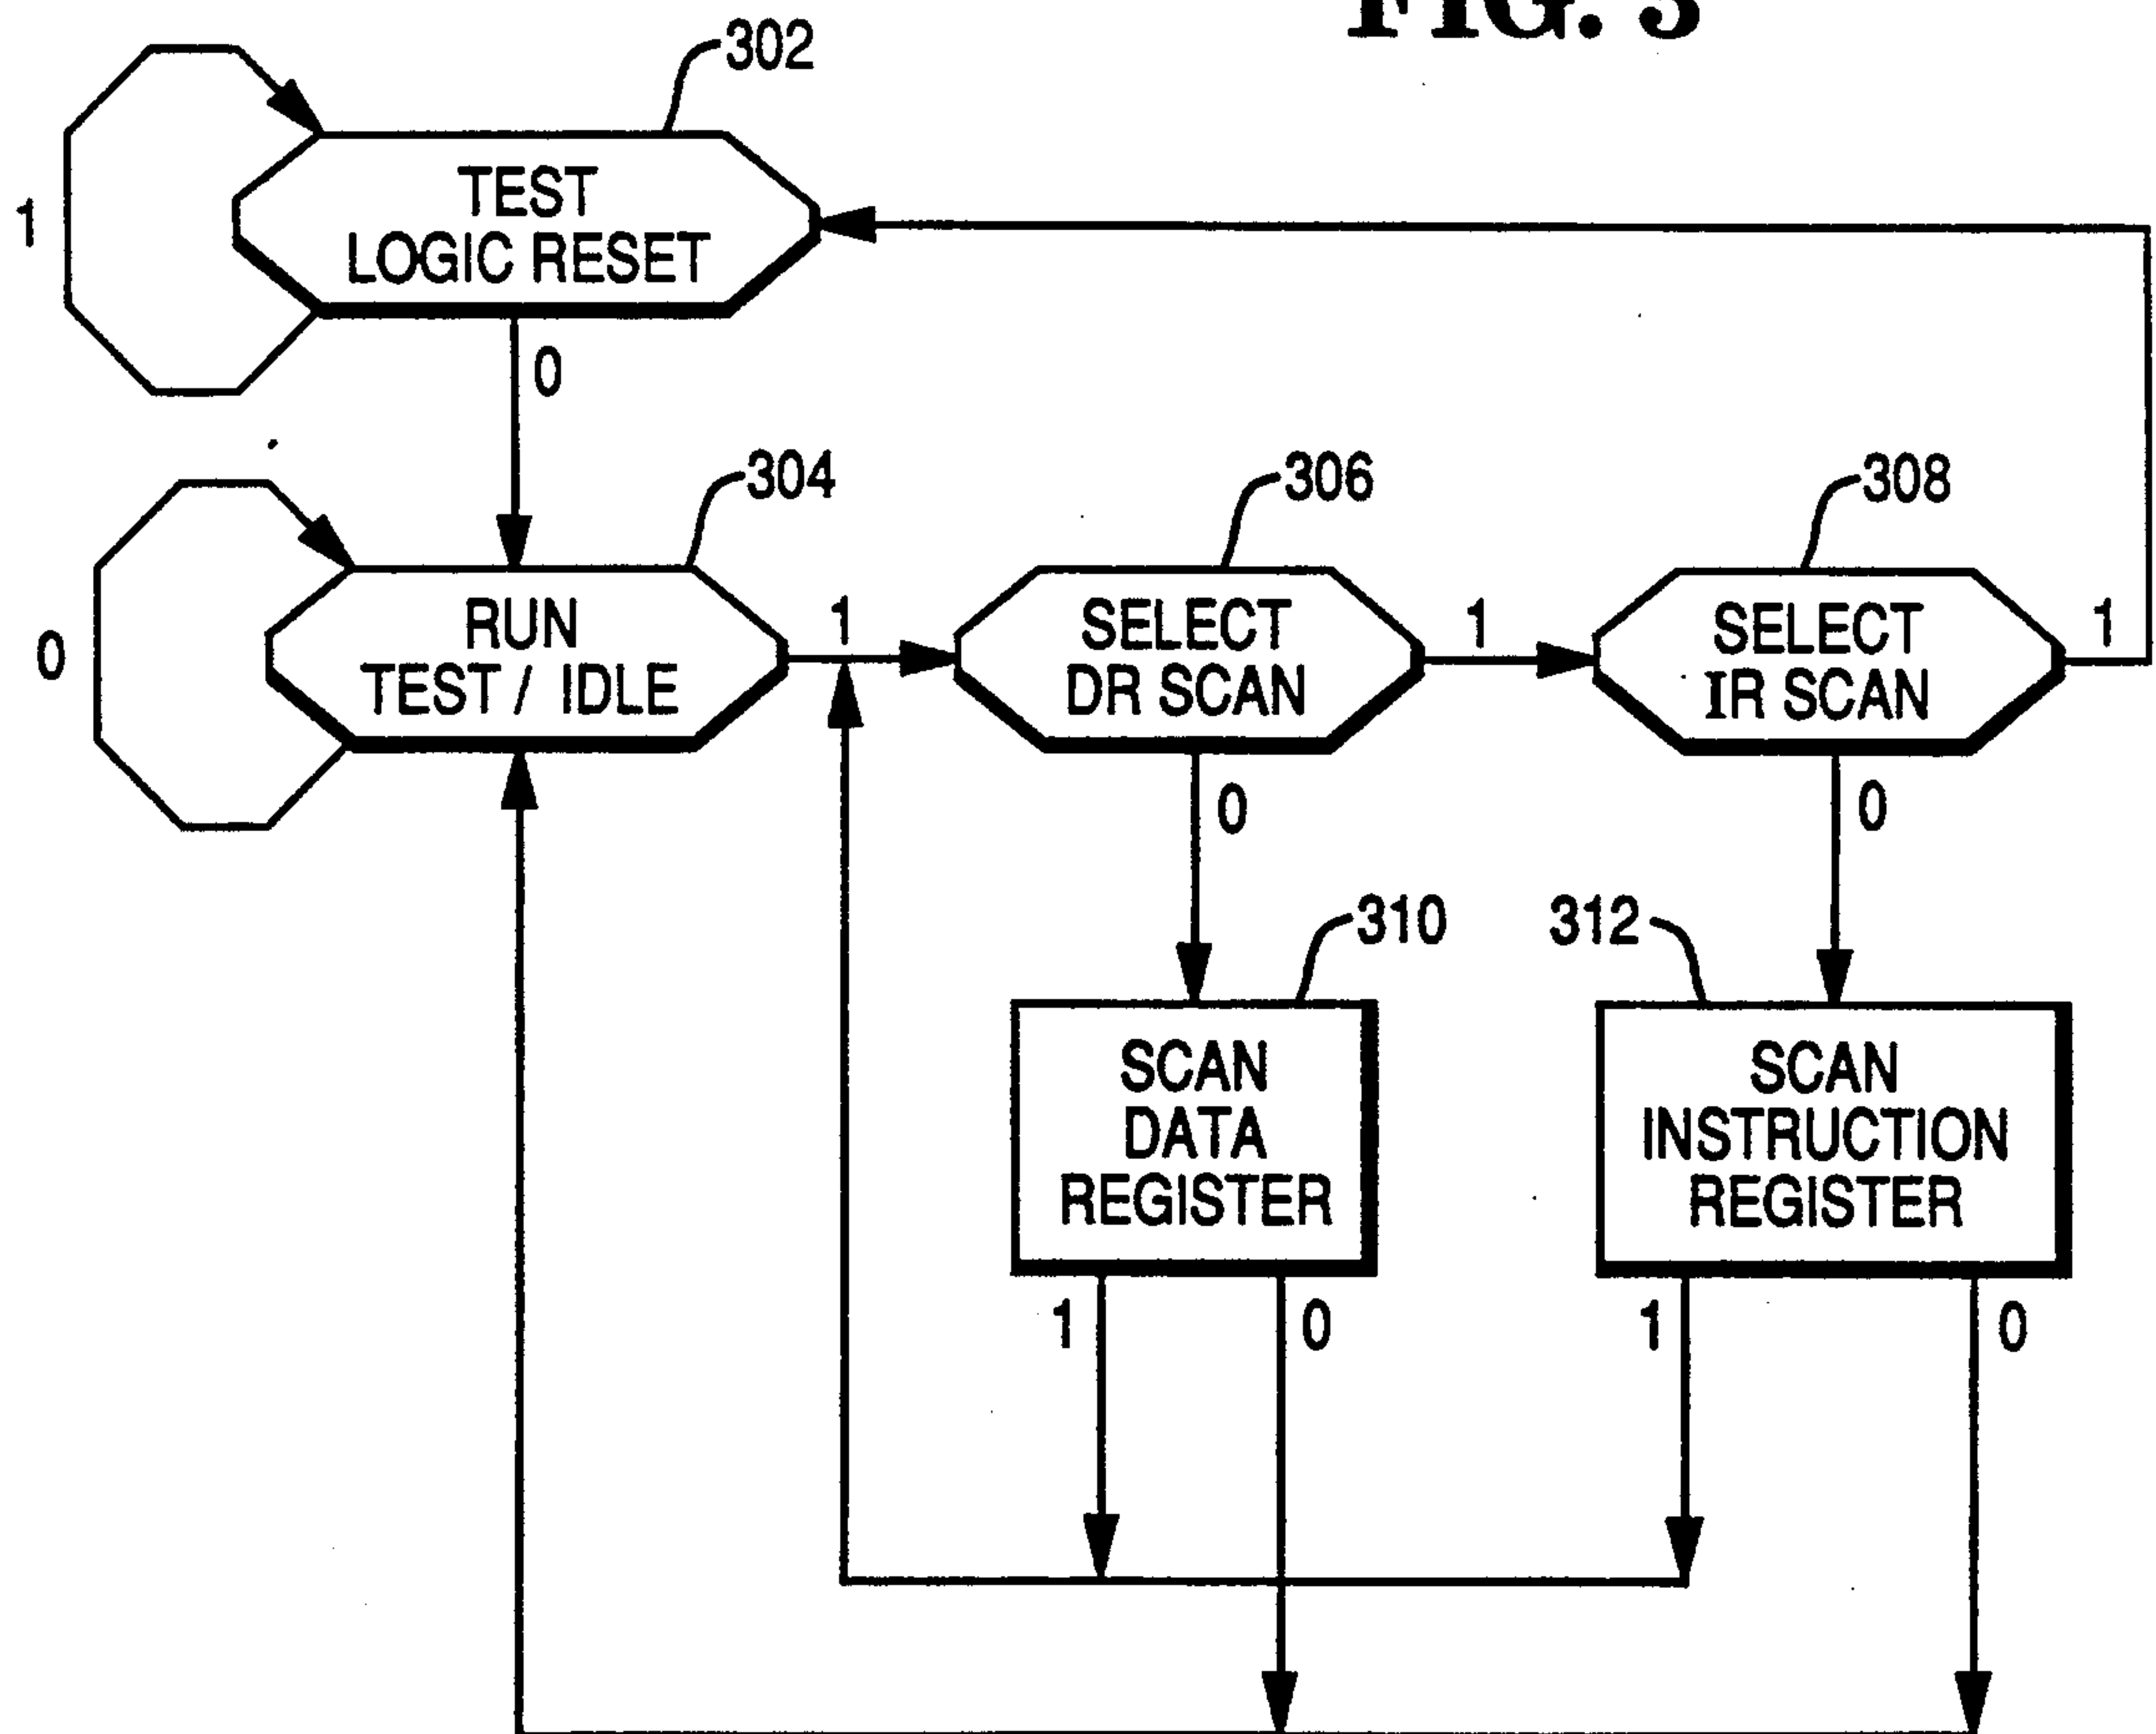 FIG. 3
302
TEST
LOGIC RESET
1
0
304
306
308
RUN
TEST / IDLE
0
1
SELECT
DR SCAN
1
SELECT
IR SCAN
1
0
0
310
312
SCAN
DATA
REGISTER
SCAN
INSTRUCTION
REGISTER
1
0
1
0